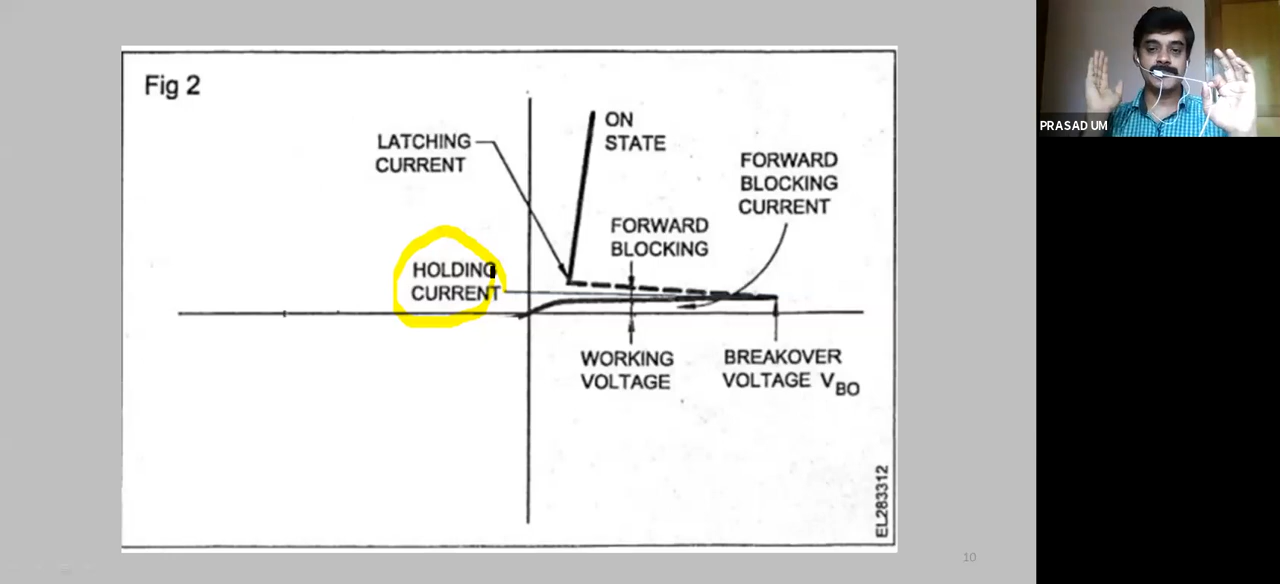 Fig 2
LATCHING
CURRENT
ON
STATE
FORWARD
BLOCKING
CURRENT
FORWARD
BLOCKING
HOLDING
CURRENT
WORKING
VOLTAGE
BREAKOVER
VOLTAGE VBO
EL283312
10
PRASAD UM